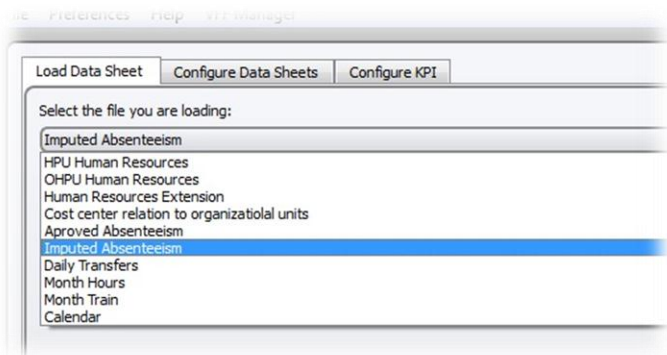 Preferences Help
Load Data Sheet Configure Data Sheets Configure KPI
Select the file you are loading:
Imputed Absenteeism
HPU Human Resources
OHPU Human Resources
Human Resources Extension
Cost center relation to organizatiolal units
Aproved Absenteeism
Imputed Absenteeism
Daily Transfers
Month Hours
Month Train
Calendar